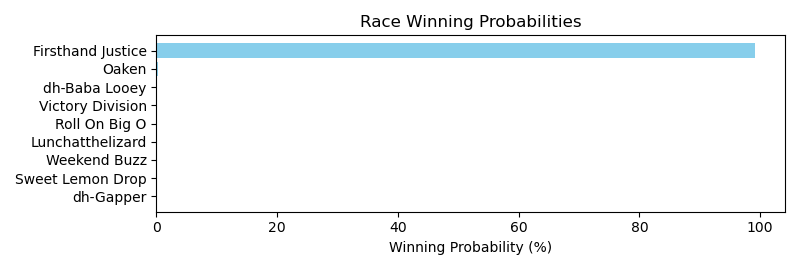 Race Winning Probabilities
Firsthand Justice
Oaken
dh-Baba Looey
Victory Division
Roll On Big O
Lunchatthelizard
Weekend Buzz
Sweet Lemon Drop
dh-Gapper
0 20 40 60 80 100
Winning Probability (%)